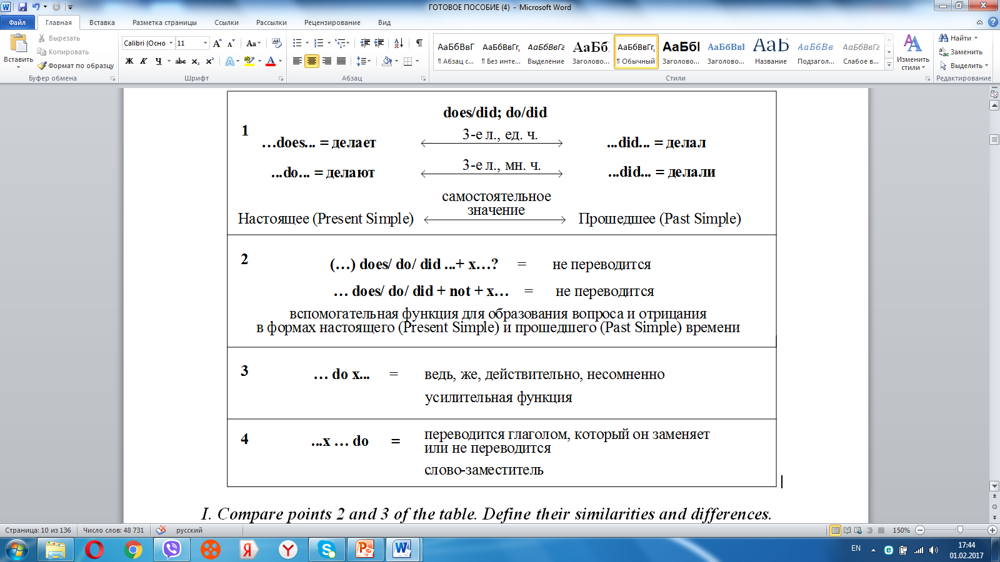 ГОТОВОЕ ПОСОБИЕ (4) - Microsoft Word
Файл Главная Вставка Разметка страницы Ссылки Рассылки Рецензирование Вид
Вставить
Вырезать
Копировать
Формат по образцу
Буфер обмена
Calibri (Осно 11
Шрифт
Абзац
АаБбВвГ АаБбВвГг, АаБбВвГг АаБб АаБбВвГг, АаБбІ АаБбВвІ АаБ АаБбВв. АаБбВвГг
¶ Абзац с... ¶ Без инте... Выделение Заголово... ¶ Обычный Заголово... Заголово... Название Подзагол... Слабое в...
Стили
Изменить
стили
Найти
Заменить
Выделить
Редактирование
1
does/did; do/did
3-е л., ед. ч.
…does... = делает ...did... = делал
3-е л., мн. ч.
...do... = делают ...did... = делали
самостоятельное
значение
Настоящее (Present Simple) Прошедшее (Past Simple)
2
(…) does/ do/ did ...+ x…? = не переводится
… does/ do/ did + not + x… = не переводится
вспомогательная функция для образования вопроса и отрицания
в формах настоящего (Present Simple) и прошедшего (Past Simple) времени
3
… do x... = ведь, же, действительно, несомненно
усилительная функция
4
...x … do = переводится глаголом, который он заменяет
или не переводится
слово-заместитель
I. Compare points 2 and 3 of the table. Define their similarities and differences.
Страница: 10 из 136 Число слов: 48 731 русский 150%
EN 17:44
01.02.2017